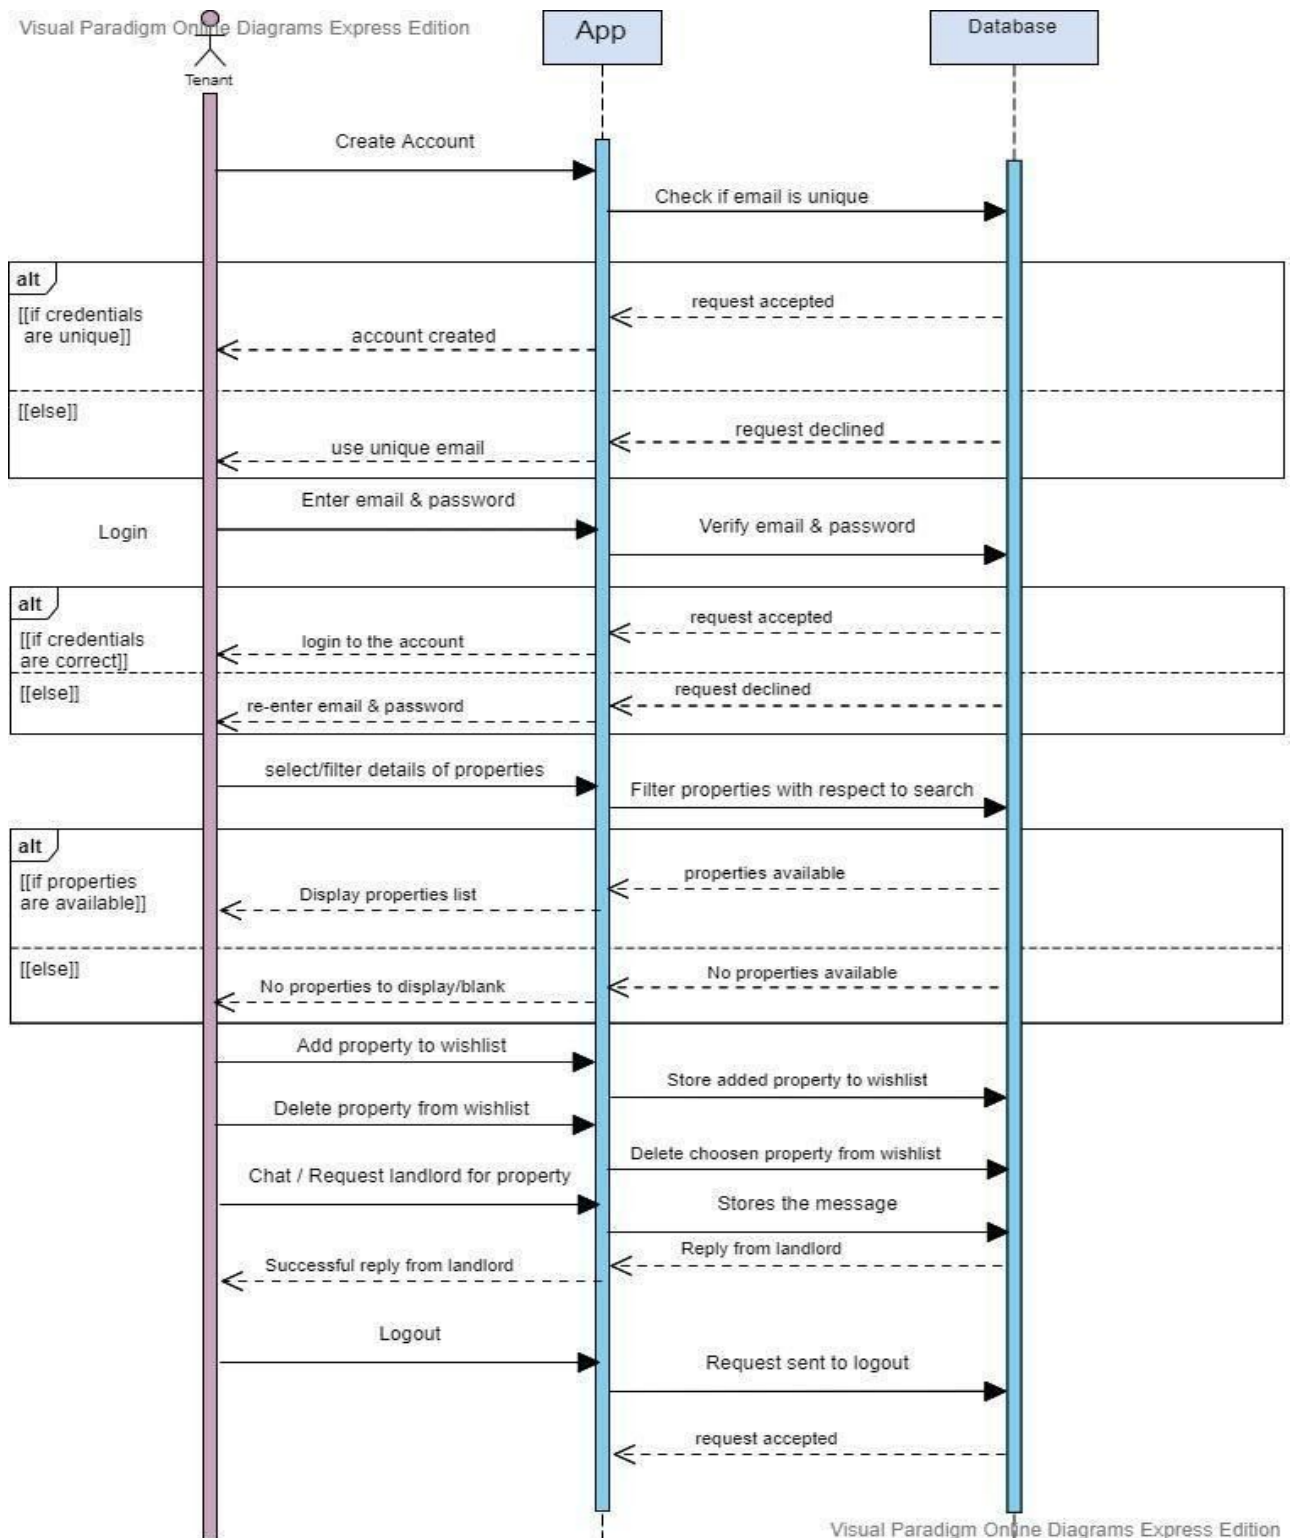 Visual Paradigm Online Diagrams Express Edition
App
Database
Tenant
Create Account
Check if email is unique
alt
request accepted
[[if credentials
are unique]]
account created
[[else]]
request declined
use unique email
Enter email & password
Login
Verify email & password
alt
request accepted
[[if credentials
are correct]]
login to the account
[[else]]
request declined
re-enter email & password
select/filter details of properties
Filter properties with respect to search
alt
properties available
[[if properties
are available]]
Display properties list
[[else]]
No properties available
No properties to display/blank
Add property to wishlist
Store added property to wishlist
Delete property from wishlist
Delete choosen property from wishlist
Chat / Request landlord for property
Stores the message
Reply from landlord
Successful reply from landlord
Logout
Request sent to logout
request accepted
Visual Paradigm Online Diagrams Express Edition